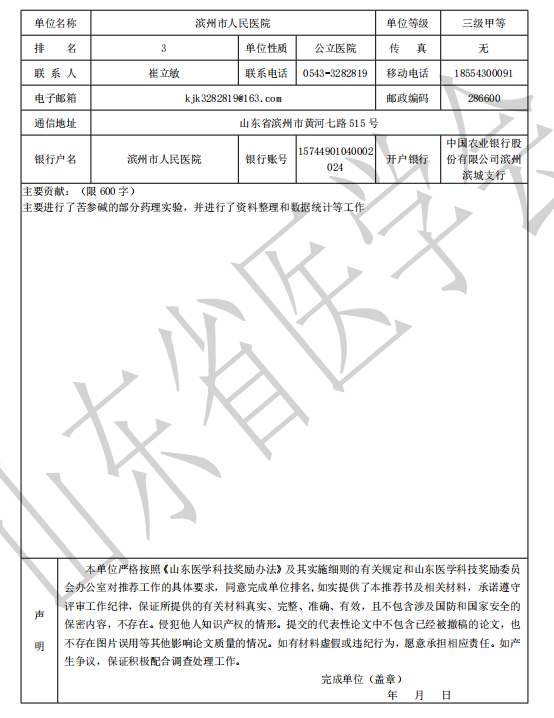 单位名称 滨州市人民医院 单位等级 三级甲等
排 名 3 单位性质 公立医院 传 真 无
联 系 人 崔立敏 联系电话 0543-3282819 移动电话 18554300091
电子邮箱 kjk3282819@163.com 邮政编码 286600
通信地址 山东省滨州市黄河七路 515 号
银行户名 滨州市人民医院 银行账号 15744901040002024 开户银行 中国农业银行股份有限公司滨州滨城支行
主要贡献：（限 600 字）
主要进行了苦参碱的部分药理实验，并进行了资料整理和数据统计等工作
山东省医学会
声明
本单位严格按照《山东医学科技奖励办法》及其实施细则的有关规定和山东医学科技奖励委员
会办公室对推荐工作的具体要求，同意完成单位排名,如实提供了本推荐书及相关材料，承诺遵守
评审工作纪律，保证所提供的有关材料真实、完整、准确、有效，且不包含涉及国防和国家安全的
保密内容，不存在。侵犯他人知识产权的情形。提交的代表性论文中不包含已经被撤稿的论文，也
不存在图片误用等其他影响论文质量的情况。如有材料虚假或违纪行为，愿意承担相应责任。如产
生争议，保证积极配合调查处理工作。
完成单位（盖章）
年 月 日